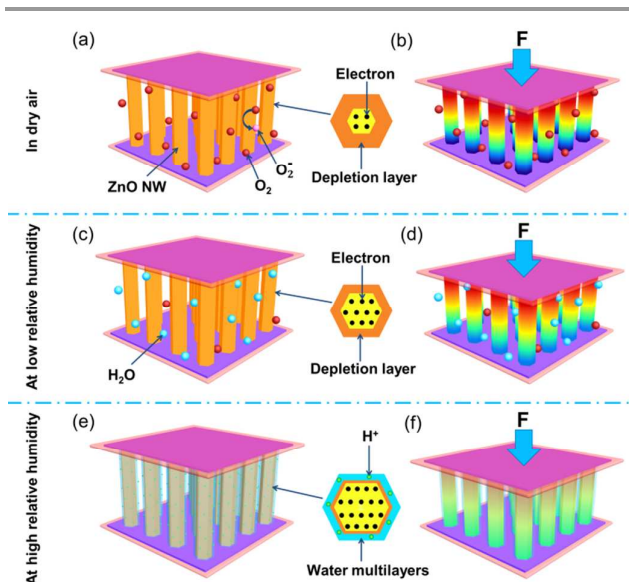 In dry air
(a)
ZnO NW
O₂
O₂⁻
Electron
Depletion layer
(b)
F
At low relative humidity
(c)
H₂O
Electron
Depletion layer
(d)
F
At high relative humidity
(e)
H⁺
Water multilayers
(f)
F